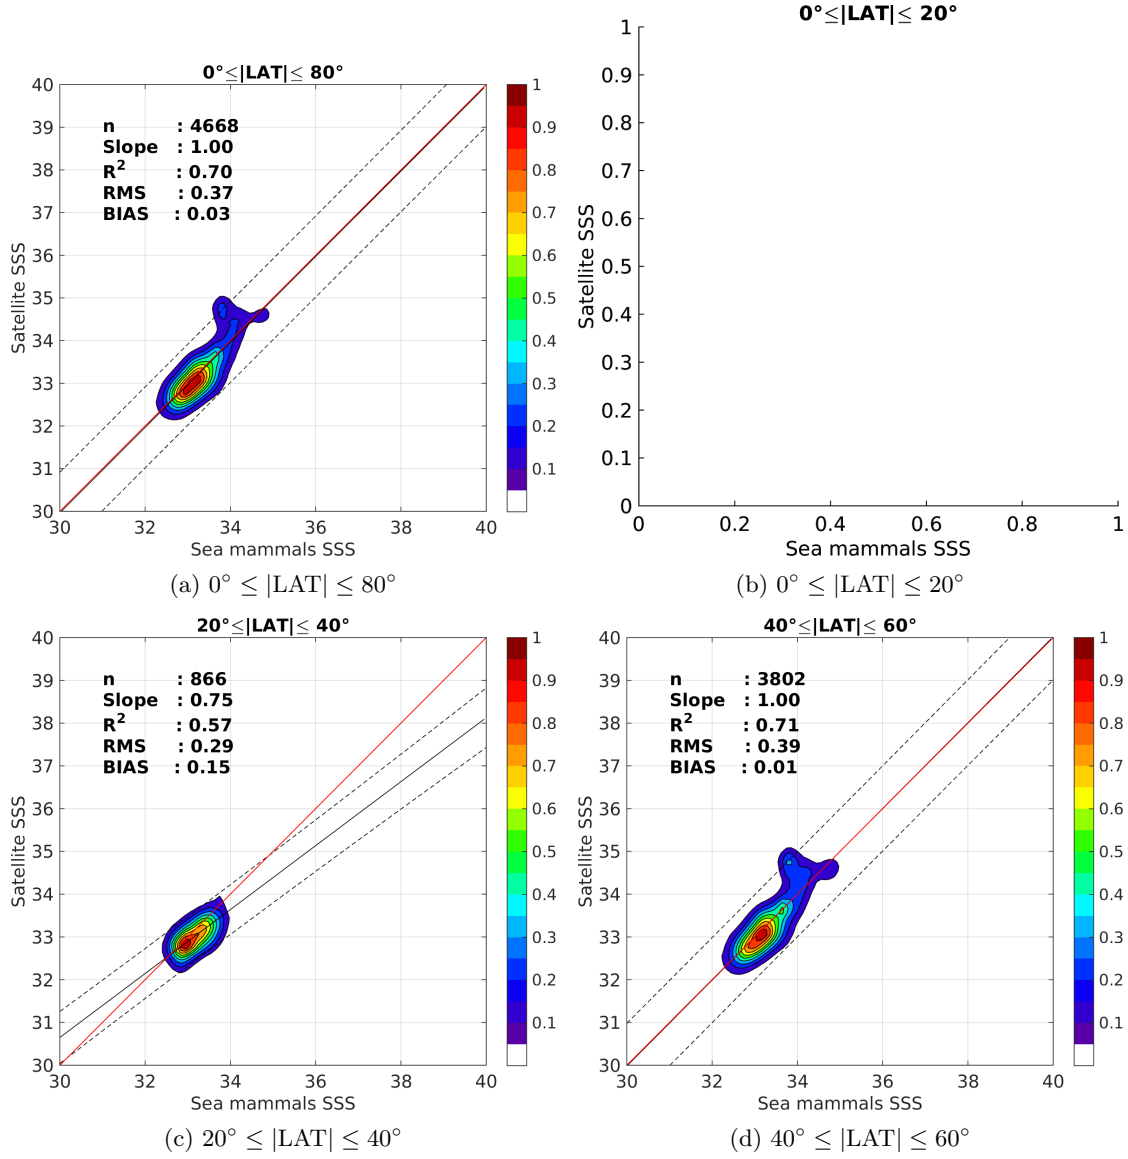 0°≤|LAT|≤ 80°
40
39
38
37
36
35
34
33
32
31
30
Satellite SSS
n : 4668
Slope : 1.00
R² : 0.70
RMS : 0.37
BIAS : 0.03
30 32 34 36 38 40
Sea mammals SSS
1
0.9
0.8
0.7
0.6
0.5
0.4
0.3
0.2
0.1
(a) 0° ≤ |LAT| ≤ 80°
0°≤|LAT|≤ 20°
1
0.9
0.8
0.7
0.6
0.5
0.4
0.3
0.2
0.1
0
Satellite SSS
0 0.2 0.4 0.6 0.8 1
Sea mammals SSS
(b) 0° ≤ |LAT| ≤ 20°
20°≤|LAT|≤ 40°
40
39
38
37
36
35
34
33
32
31
30
Satellite SSS
n : 866
Slope : 0.75
R² : 0.57
RMS : 0.29
BIAS : 0.15
30 32 34 36 38 40
Sea mammals SSS
1
0.9
0.8
0.7
0.6
0.5
0.4
0.3
0.2
0.1
(c) 20° ≤ |LAT| ≤ 40°
40°≤|LAT|≤ 60°
40
39
38
37
36
35
34
33
32
31
30
Satellite SSS
n : 3802
Slope : 1.00
R² : 0.71
RMS : 0.39
BIAS : 0.01
30 32 34 36 38 40
Sea mammals SSS
1
0.9
0.8
0.7
0.6
0.5
0.4
0.3
0.2
0.1
(d) 40° ≤ |LAT| ≤ 60°